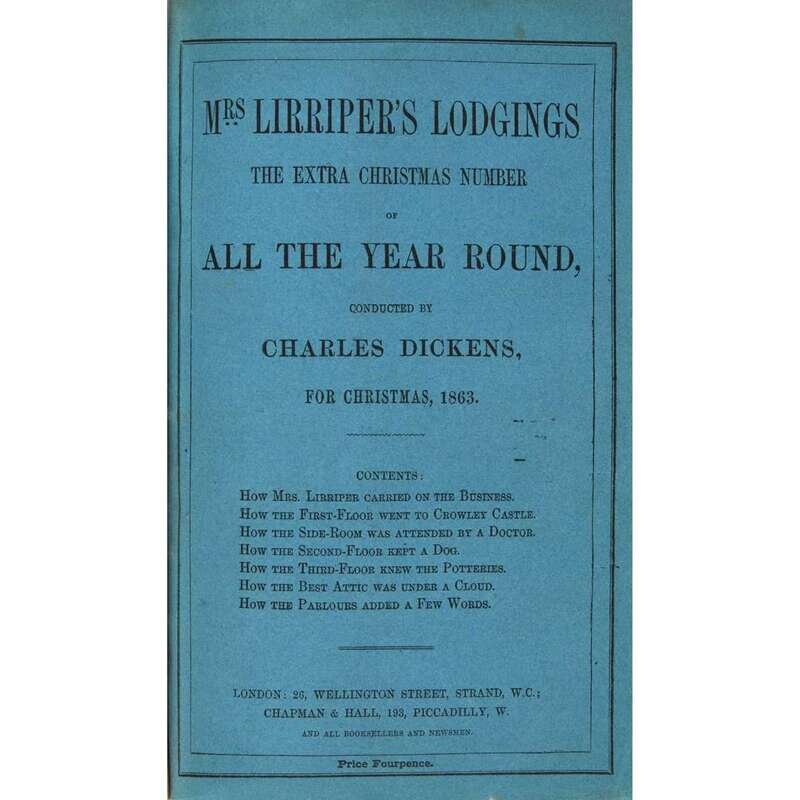 MRS LIRRIPER'S LODGINGS
THE EXTRA CHRISTMAS NUMBER
OF
ALL THE YEAR ROUND,
CONDUCTED BY
CHARLES DICKENS,
FOR CHRISTMAS, 1863.
CONTENTS:
HOW MRS. LIRRIPER CARRIED ON THE BUSINESS.
HOW THE FIRST-FLOOR WENT TO CROWLEY CASTLE.
HOW THE SIDE-ROOM WAS ATTENDED BY A DOCTOR.
HOW THE SECOND-FLOOR KEPT A DOG.
HOW THE THIRD-FLOOR KNEW THE POTTERIES.
HOW THE BEST ATTIC WAS UNDER A CLOUD.
HOW THE PARLOURS ADDED A FEW WORDS.
LONDON: 26, WELLINGTON STREET, STRAND, W.C.;
CHAPMAN & HALL, 193, PICCADILLY, W.
AND ALL BOOKSELLERS AND NEWSMEN.
Price Fourpence.